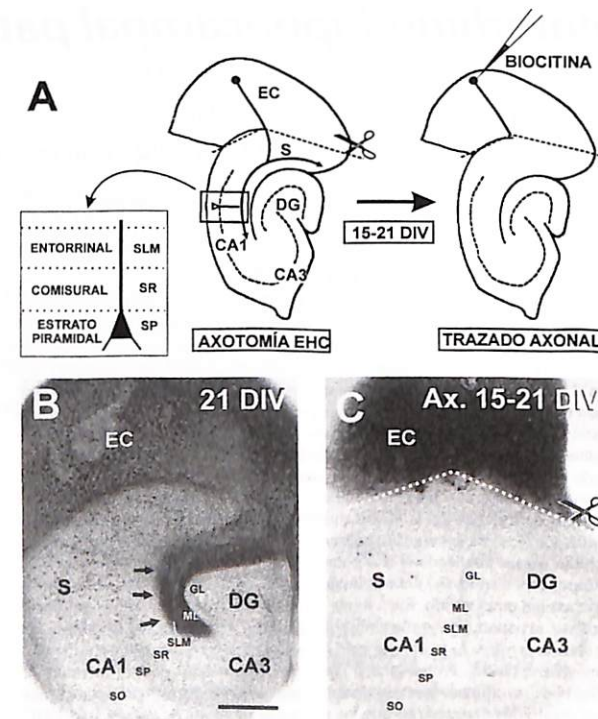 A
BIOCITINA
EC
S
DG
CA1
CA3
15-21 DIV
ENTORRINAL SLM
COMISURAL SR
ESTRATO PIRAMIDAL SP
AXOTOMÍA EHC
TRAZADO AXONAL
B 21 DIV
EC
S
GL
ML
DG
SLM
SR
CA1
SP
CA3
SO
C Ax. 15-21 DIV
EC
S
GL
DG
ML
SLM
CA1
SR
CA3
SP
SO